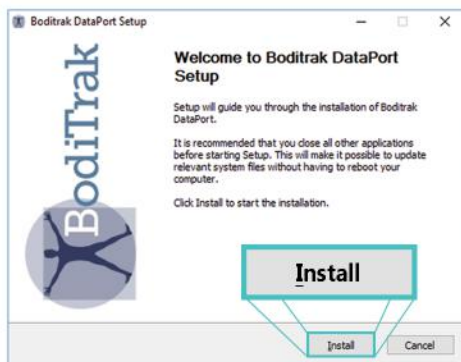 Boditrak DataPort Setup
BodiTrak
Welcome to Boditrak DataPort
Setup
Setup will guide you through the installation of Boditrak
DataPort.
It is recommended that you close all other applications
before starting Setup. This will make it possible to update
relevant system files without having to reboot your
computer.
Click Install to start the installation.
Install
Install
Cancel